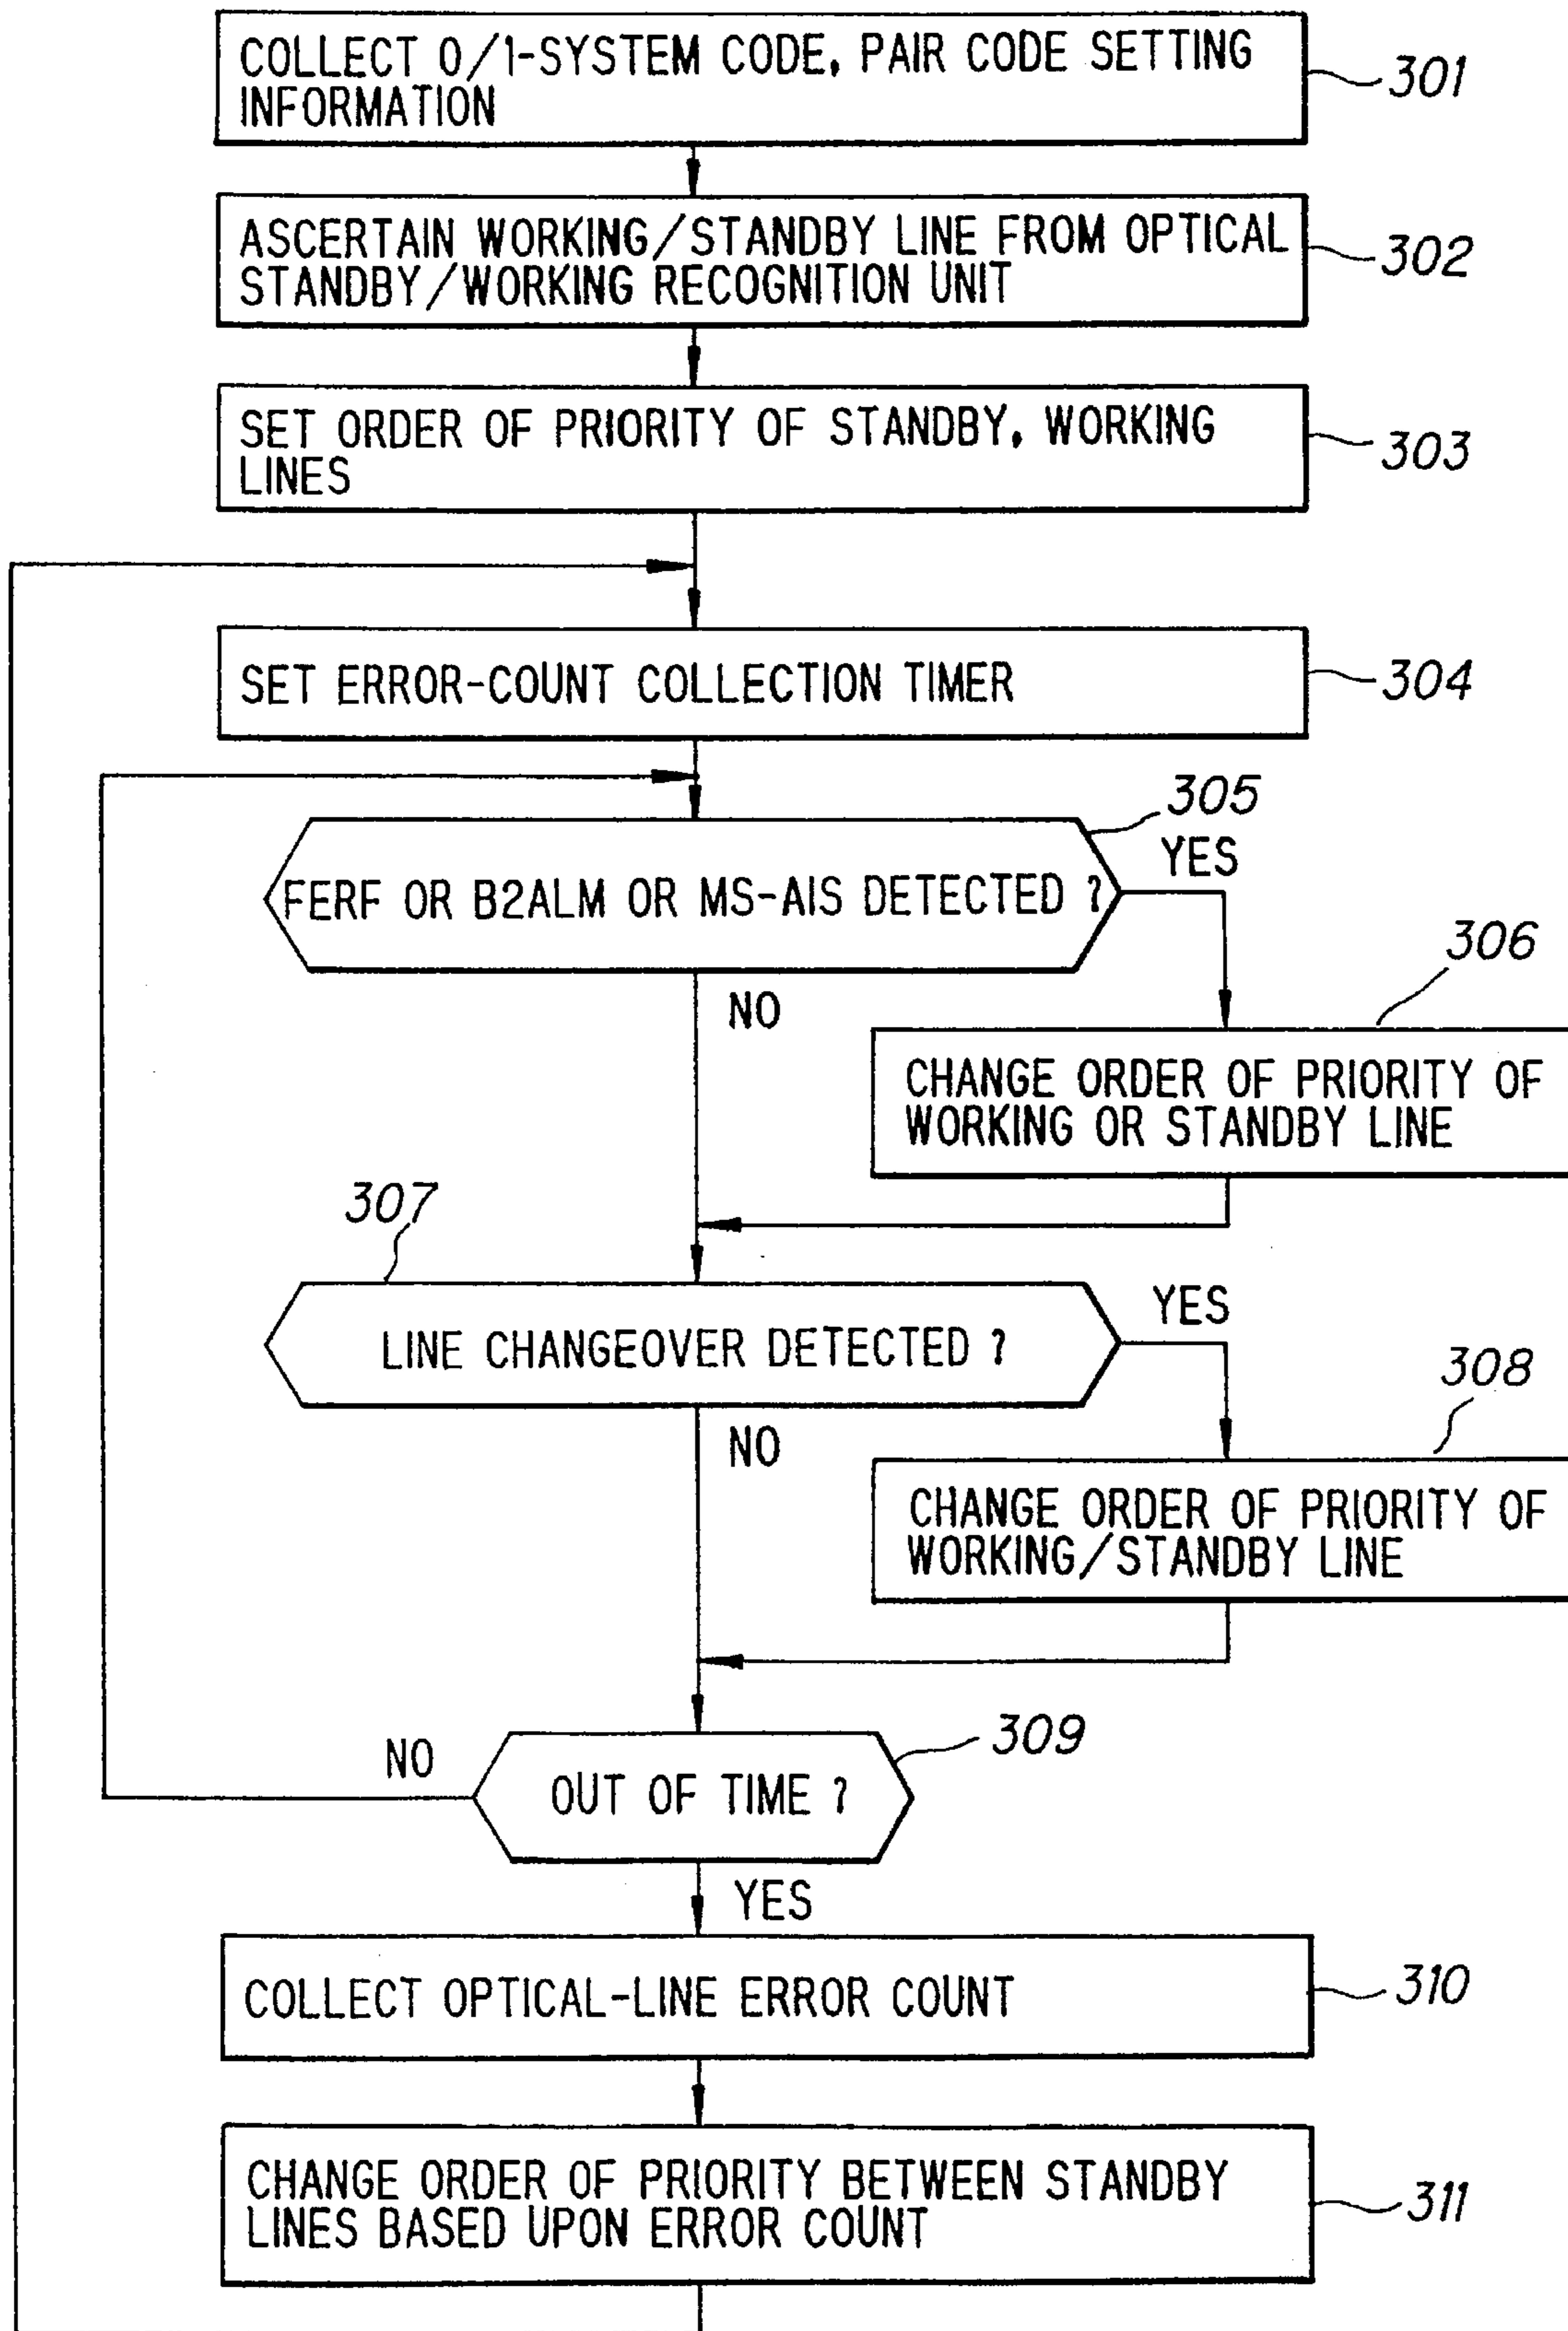 COLLECT 0/1-SYSTEM CODE, PAIR CODE SETTING
INFORMATION
301
ASCERTAIN WORKING/STANDBY LINE FROM OPTICAL
STANDBY/WORKING RECOGNITION UNIT
302
SET ORDER OF PRIORITY OF STANDBY, WORKING
LINES
303
SET ERROR-COUNT COLLECTION TIMER
304
305
YES
FERF OR B2ALM OR MS-AIS DETECTED ?
306
NO
CHANGE ORDER OF PRIORITY OF
WORKING OR STANDBY LINE
307
YES
LINE CHANGEOVER DETECTED ?
308
NO
CHANGE ORDER OF PRIORITY OF
WORKING/STANDBY LINE
309
NO
OUT OF TIME ?
YES
COLLECT OPTICAL-LINE ERROR COUNT
310
CHANGE ORDER OF PRIORITY BETWEEN STANDBY
LINES BASED UPON ERROR COUNT
311